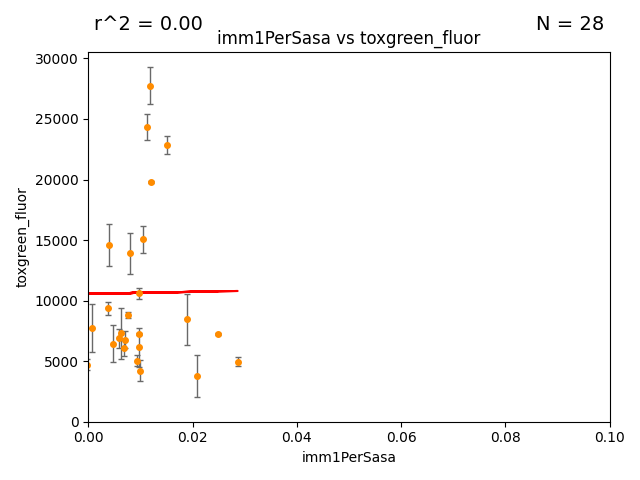 r^2 = 0.00
N = 28
imm1PerSasa vs toxgreen_fluor
30000
25000
20000
15000
10000
5000
0
toxgreen_fluor
0.00
0.02
0.04
0.06
0.08
0.10
imm1PerSasa